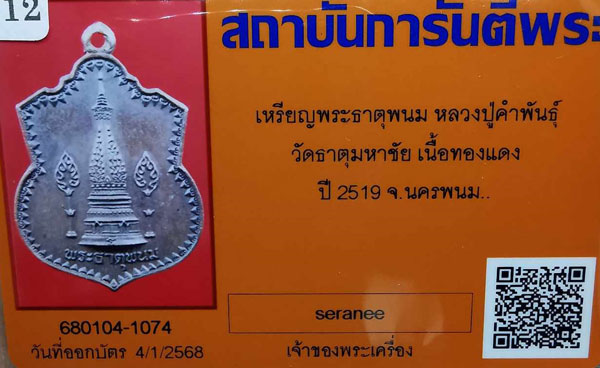 12
สถาบันการันตีพระ
เหรียญพระธาตุพนม หลวงปู่คำพันธุ์
วัดธาตุมหาชัย เนื้อทองแดง
ปี 2519 จ.นครพนม..
พระธาตุพนม
seranee
680104-1074
วันที่ออกบัตร 4/1/2568
เจ้าของพระเครื่อง